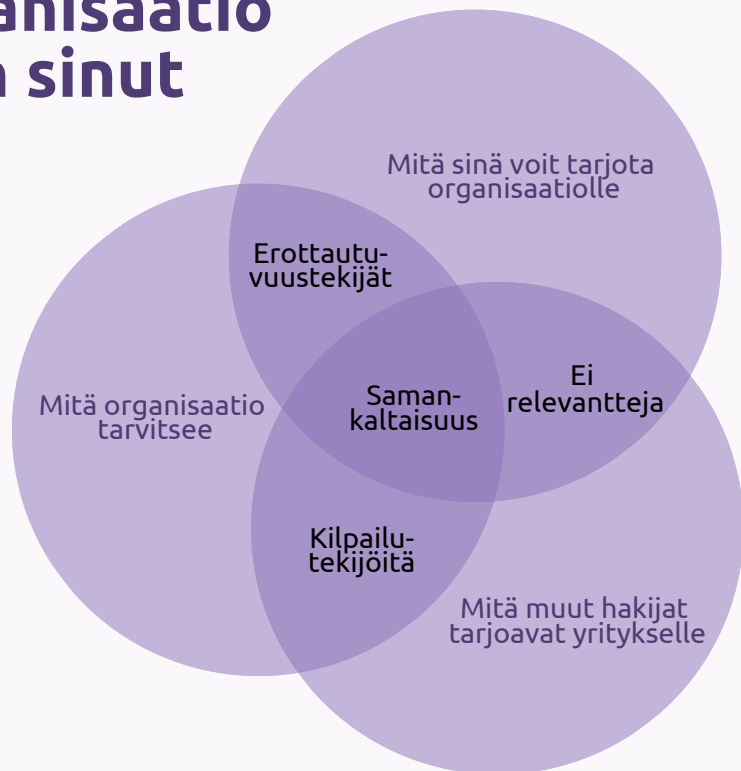 sinut
Mitä sinä voit tarjota
organisaatiolle
Erottautu-
vuustekijät
Ei
relevantteja
Saman-
kaltaisuus
Mitä organisaatio
tarvitsee
Kilpailu-
tekijöitä
Mitä muut hakijat
tarjoavat yritykselle